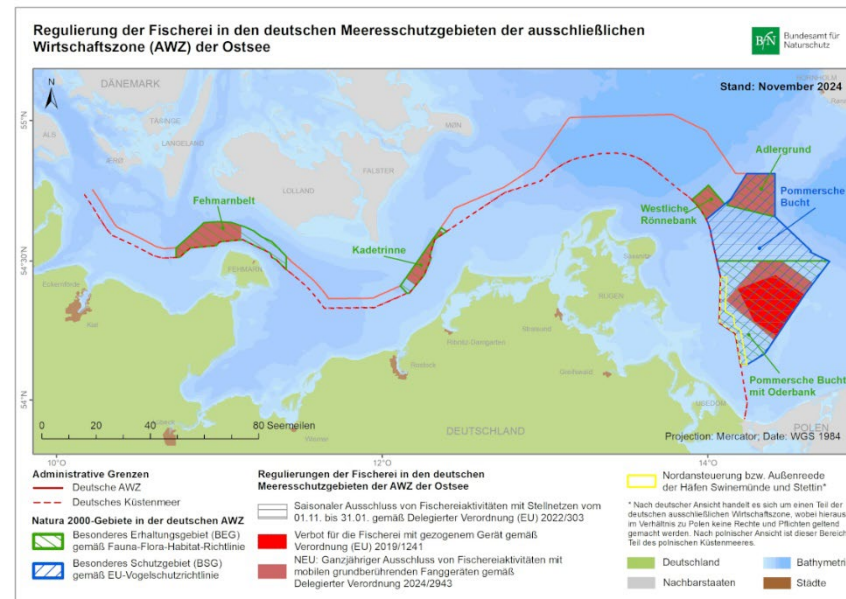 Regulierung der Fischerei in den deutschen Meeresschutzgebieten der ausschließlichen
Wirtschaftszone (AWZ) der Ostsee
BfN
Bundesamt für
Naturschutz
N
DÄNEMARK
Stand: November 2024
55°N
ALS
TÅSINGE
LANGELAND
MØN
LOLLAND
FALSTER
Adlergrund
Fehmarnbelt
Westliche
Rönnebank
Pommersche
Bucht
Kadetrinne
54°30'N
FEHMARN
Eckernförde
Kiel
RÜGEN
Rostock
Greifswald
Pommersche Bucht
mit Oderbank
54°N
USEDOM
0 20 40 80 Seemeilen
DEUTSCHLAND
POLEN
Wismar
Projection: Mercator; Date: WGS 1984
10°0'
12°0'
14°0'
Administrative Grenzen
Deutsche AWZ
Deutsches Küstenmeer
Natura 2000-Gebiete in der deutschen AWZ
Besonderes Erhaltungsgebiet (BEG)
gemäß Fauna-Flora-Habitat-Richtlinie
Besonderes Schutzgebiet (BSG)
gemäß EU-Vogelschutzrichtlinie
Regulierungen der Fischerei in den deutschen
Meeresschutzgebieten der AWZ der Ostsee
Saisonaler Ausschluss von Fischereiaktivitäten mit Stellnetzen vom
01.11. bis 31.01. gemäß Delegierter Verordnung (EU) 2022/303
Verbot für die Fischerei mit gezogenem Gerät gemäß
Verordnung (EU) 2019/1241
NEU: Ganzjähriger Ausschluss von Fischereiaktivitäten mit
mobilen grundberührenden Fanggeräten gemäß
Delegierter Verordnung 2024/2943
Nordansteuerung bzw. Außenreede
der Häfen Swinemünde und Stettin*
* Nach deutscher Ansicht handelt es sich um einen Teil der
deutschen ausschließlichen Wirtschaftszone, wobei hieraus
im Verhältnis zu Polen keine Rechte und Pflichten geltend
gemacht werden. Nach polnischer Ansicht ist dieser Bereich
Teil des polnischen Küstenmeeres.
Deutschland
Bathymetri
Nachbarstaaten
Städte